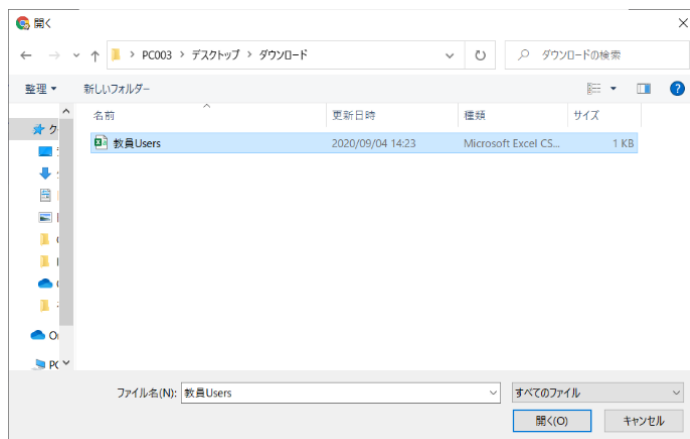 開く
PC003 › デスクトップ › ダウンロード
ダウンロードの検索
整理 新しいフォルダー
名前 更新日時 種類 サイズ
教員Users 2020/09/04 14:23 Microsoft Excel CS... 1 KB
ファイル名(N): 教員Users すべてのファイル
開く(O) キャンセル